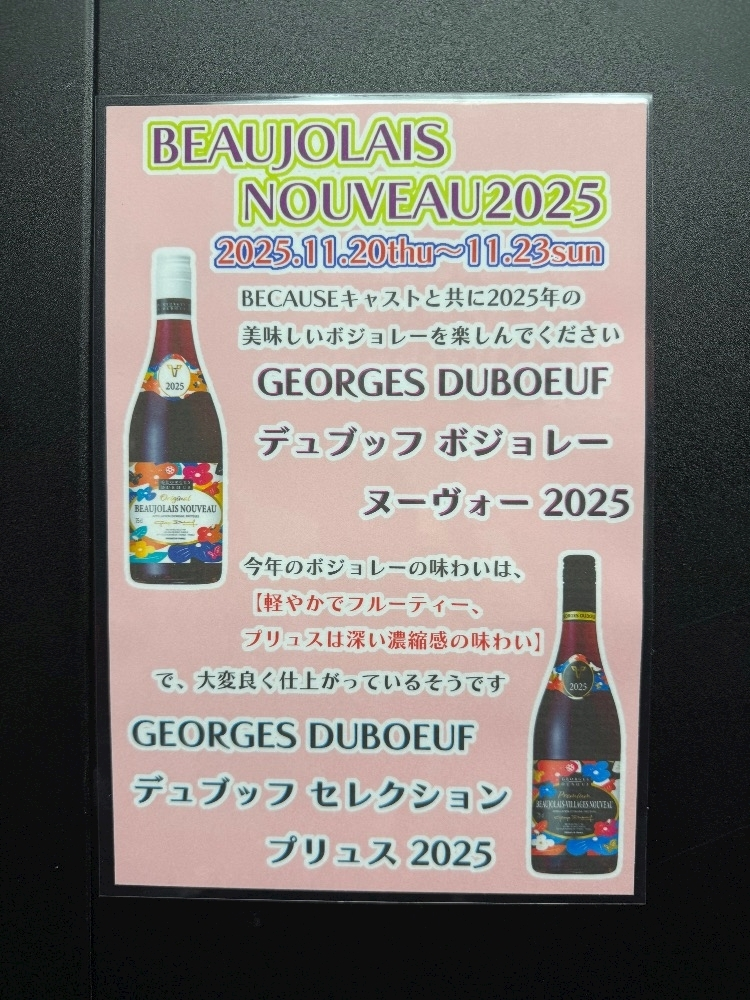 BEAUJOLAIS
NOUVEAU2025
2025.11.20thu～11.23sun
BECAUSEキャストと共に2025年の
美味しいボジョレーを楽しんでください
GEORGES DUBOEUF
デュブッフ ボジョレー
ヌーヴォー 2025
2025
GEORGES
DUBOEUF
Original
BEAUJOLAIS NOUVEAU
今年のボジョレーの味わいは、
【軽やかでフルーティー、
プリュスは深い濃縮感の味わい】
で、大変良く仕上がっているそうです
GEORGES DUBOEUF
デュブッフ セレクション
プリュス 2025
2025
GEORGES
DUBOEUF
Premium
BEAUJOLAIS-VILLAGES NOUVEAU